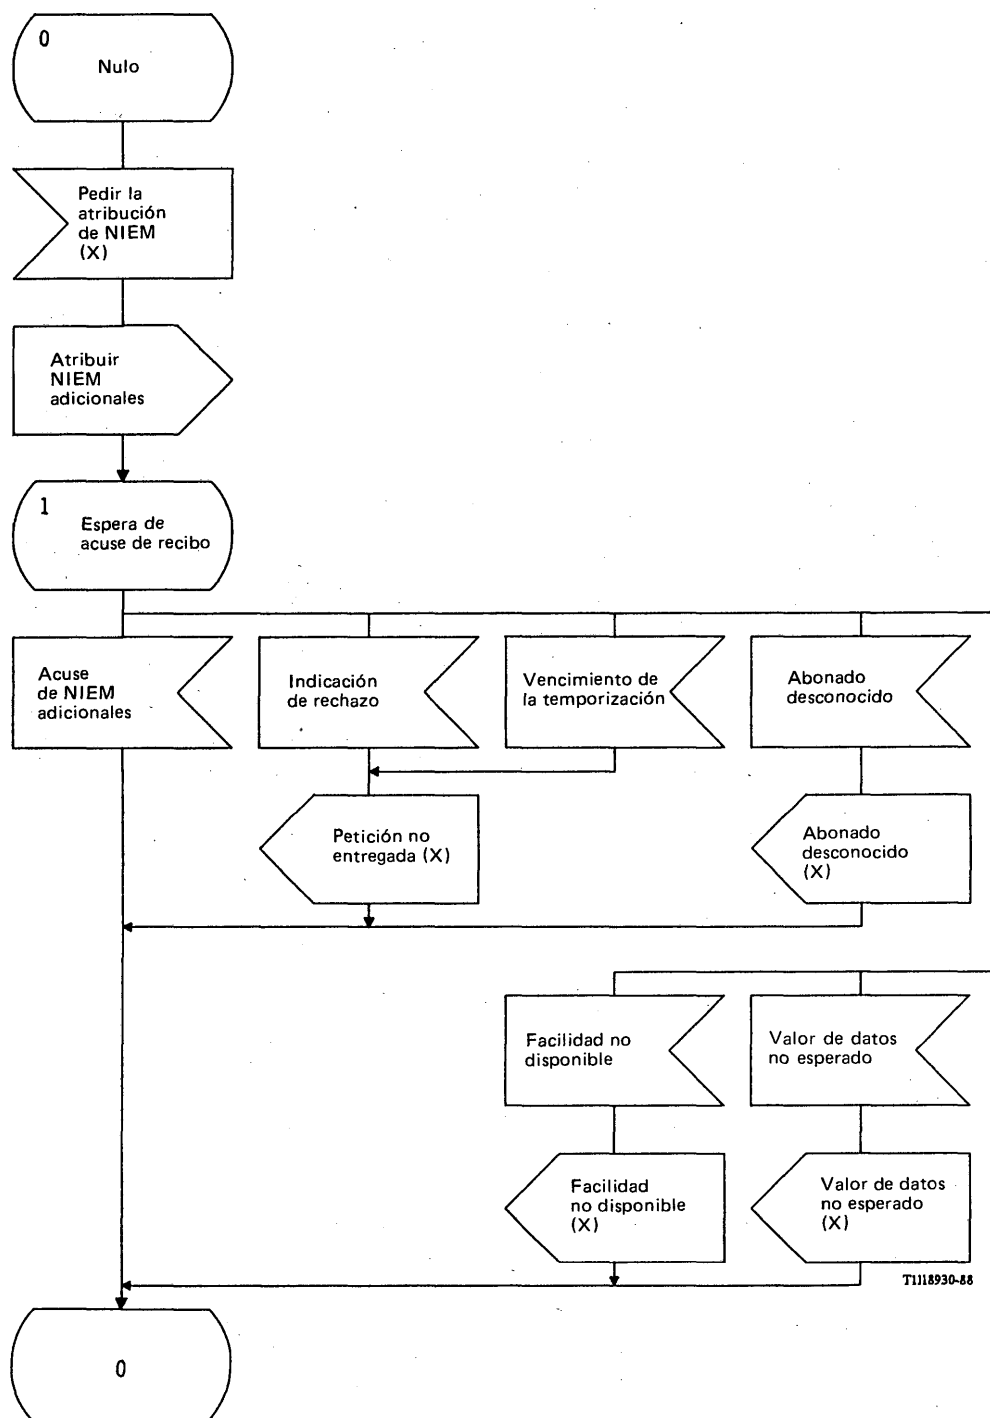 0
Nulo
Pedir la
atribución
de NIEM
(X)
Atribuir
NIEM
adicionales
1
Espera de
acuse de recibo
Acuse
de NIEM
adicionales
Indicación
de rechazo
Vencimiento de
la temporización
Abonado
desconocido
Petición no
entregada (X)
Abonado
desconocido
(X)
Facilidad no
disponible
Valor de datos
no esperado
Facilidad
no disponible
(X)
Valor de datos
no esperado
(X)
T1118930-88
0